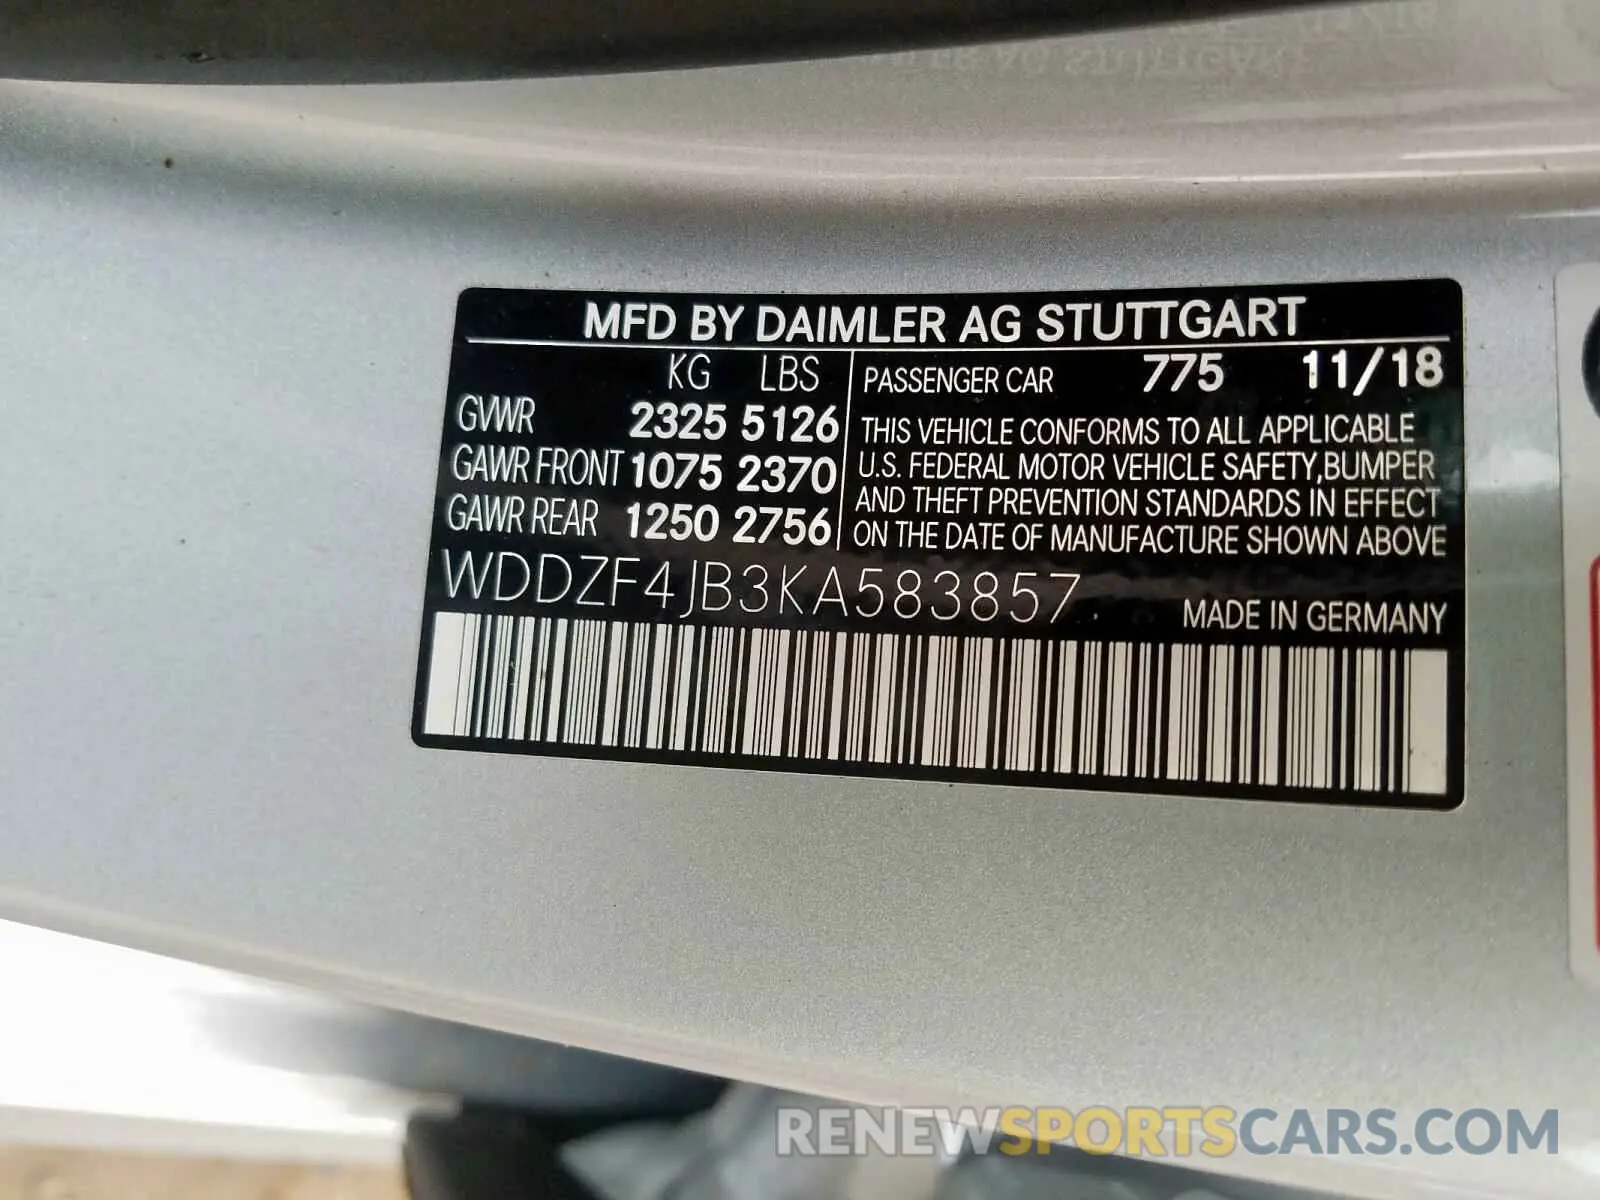 MFD BY DAIMLER AG STUTTGART
KG LBS
GVWR 2325 5126
GAWR FRONT 1075 2370
GAWR REAR 1250 2756
PASSENGER CAR 775 11/18
THIS VEHICLE CONFORMS TO ALL APPLICABLE
U.S. FEDERAL MOTOR VEHICLE SAFETY,BUMPER
AND THEFT PREVENTION STANDARDS IN EFFECT
ON THE DATE OF MANUFACTURE SHOWN ABOVE
WDDZF4JB3KA583857
MADE IN GERMANY
RENEWSPORTSCARS.COM